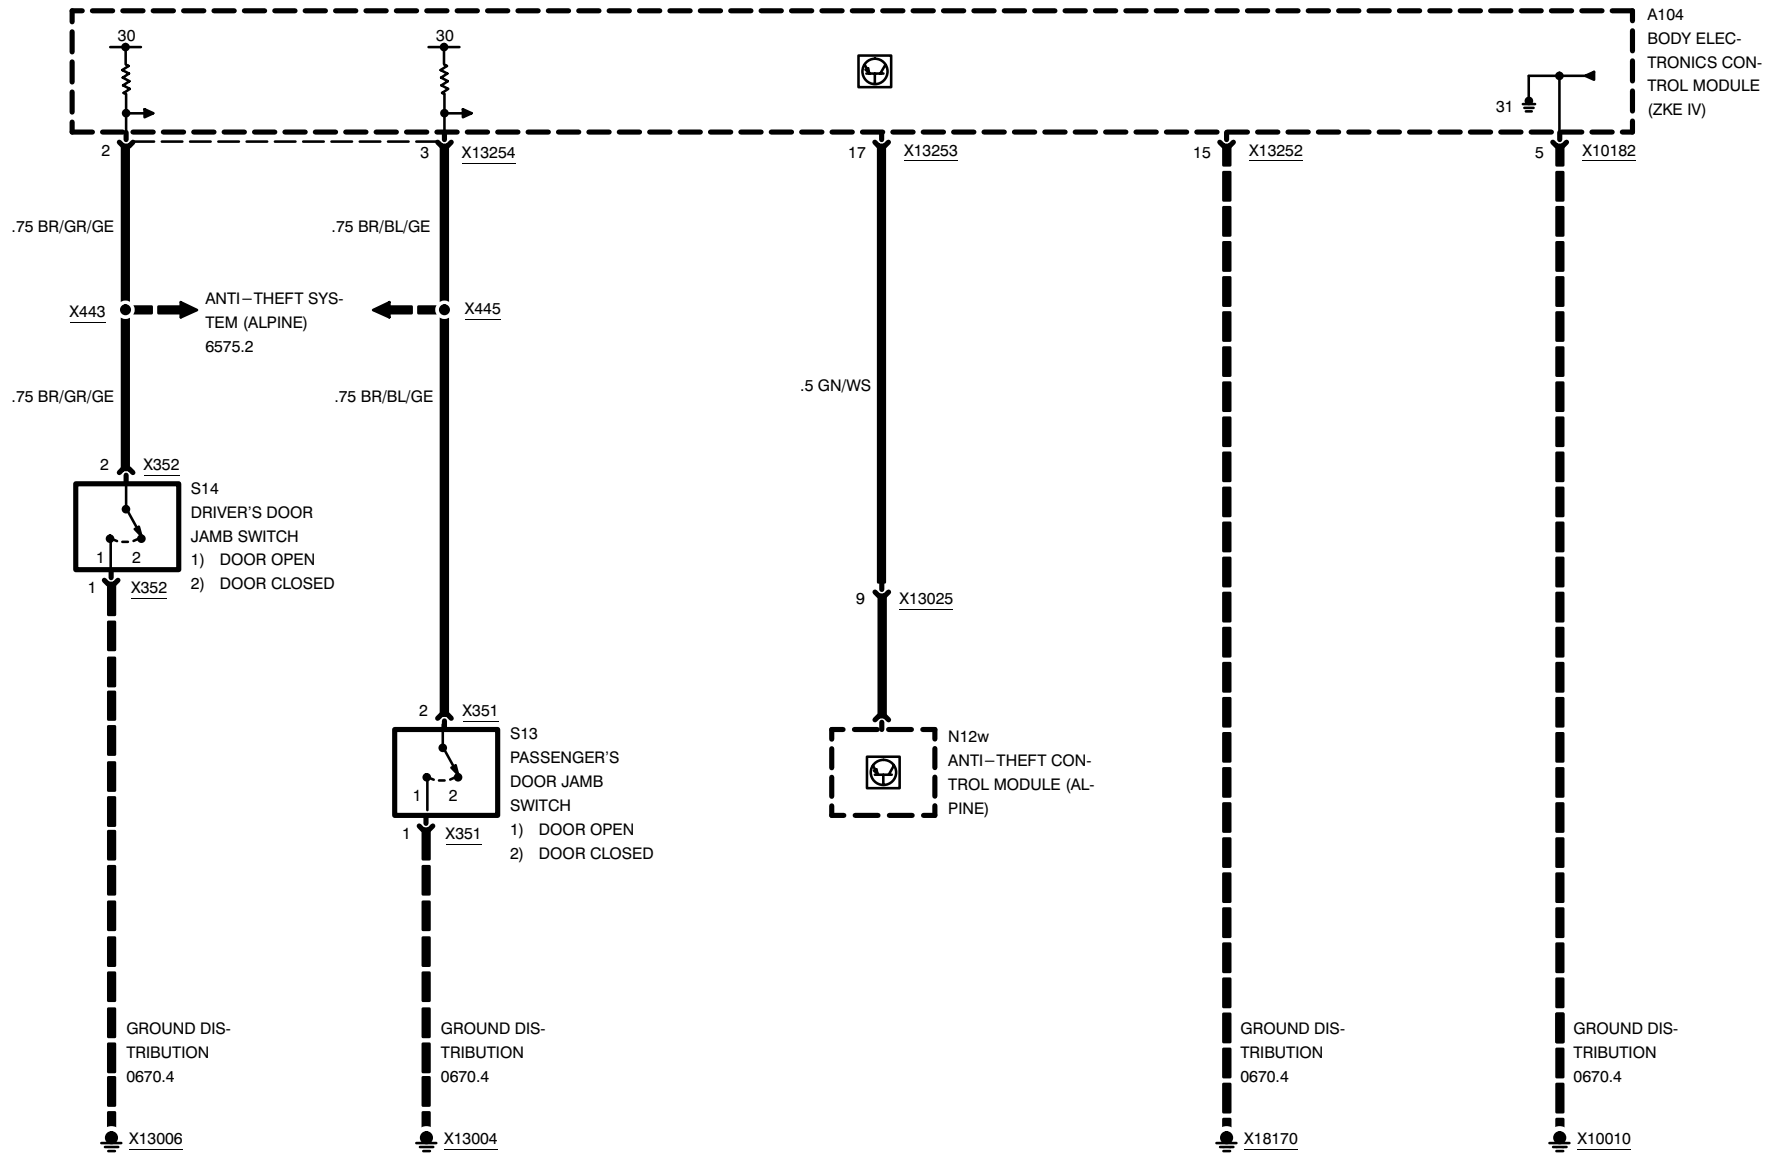 A104
BODY ELEC-
TRONICS CON-
TROL MODULE
(ZKE IV)
30
30
31
2
3 X13254
17 X13253
15 X13252
5 X10182
.75 BR/GR/GE
.75 BR/BL/GE
X443
ANTI–THEFT SYS-
TEM (ALPINE)
6575.2
X445
.75 BR/GR/GE
.75 BR/BL/GE
.5 GN/WS
2 X352
S14
DRIVER'S DOOR
JAMB SWITCH
1) DOOR OPEN
2) DOOR CLOSED
1 2
1 X352
9 X13025
2 X351
S13
PASSENGER'S
DOOR JAMB
SWITCH
1) DOOR OPEN
2) DOOR CLOSED
1 2
1 X351
N12w
ANTI–THEFT CON-
TROL MODULE (AL-
PINE)
GROUND DIS-
TRIBUTION
0670.4
GROUND DIS-
TRIBUTION
0670.4
GROUND DIS-
TRIBUTION
0670.4
GROUND DIS-
TRIBUTION
0670.4
X13006
X13004
X18170
X10010